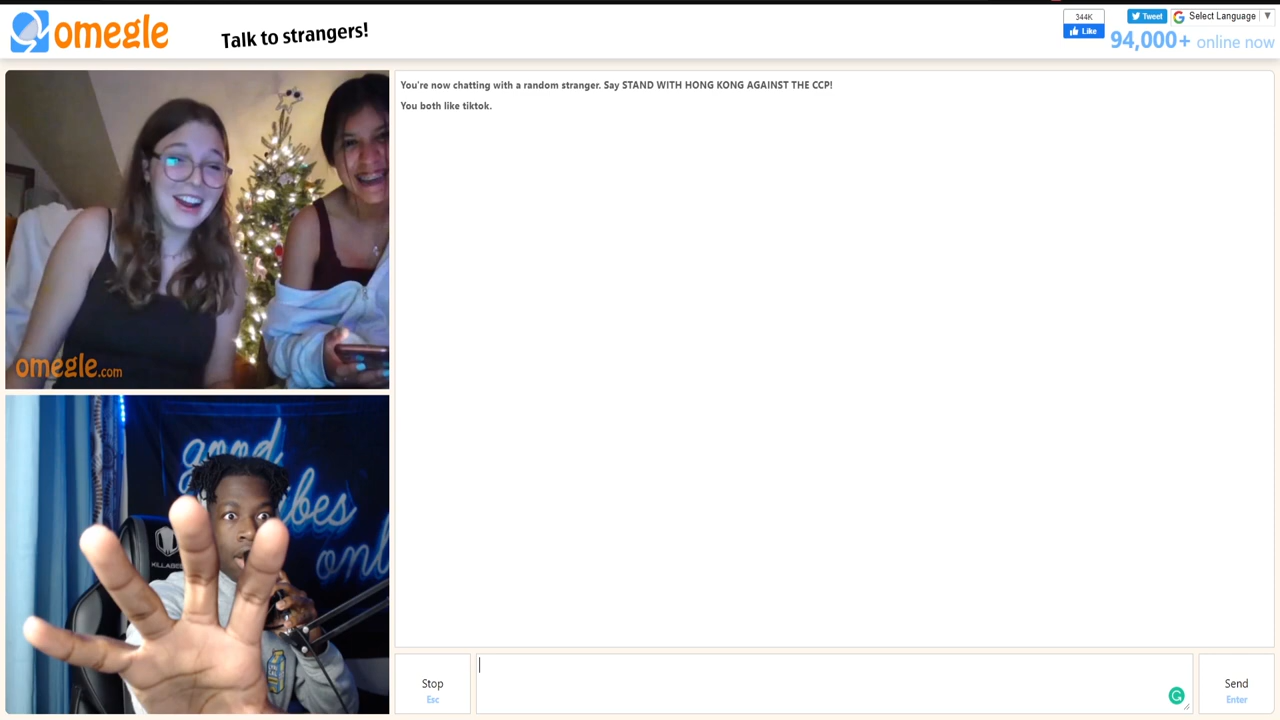 omegle
Talk to strangers!
344K
Like
Tweet
Select Language ▼
94,000+ online now
You're now chatting with a random stranger. Say STAND WITH HONG KONG AGAINST THE CCP!
You both like tiktok.
omegle.com
good
vibes
only
KILLABEE
Stop
Esc
Send
Enter